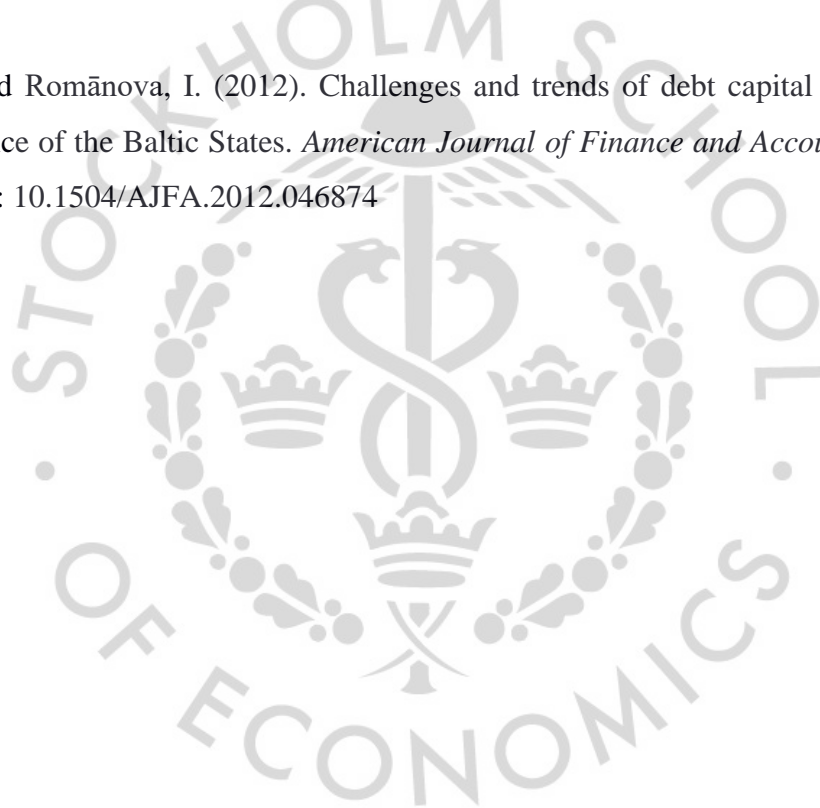 d Romānova, I. (2012). Challenges and trends of debt capital
ce of the Baltic States. American Journal of Finance and Accou
: 10.1504/AJFA.2012.046874
STOCKHOLM SCHOOL
OF ECONOMICS